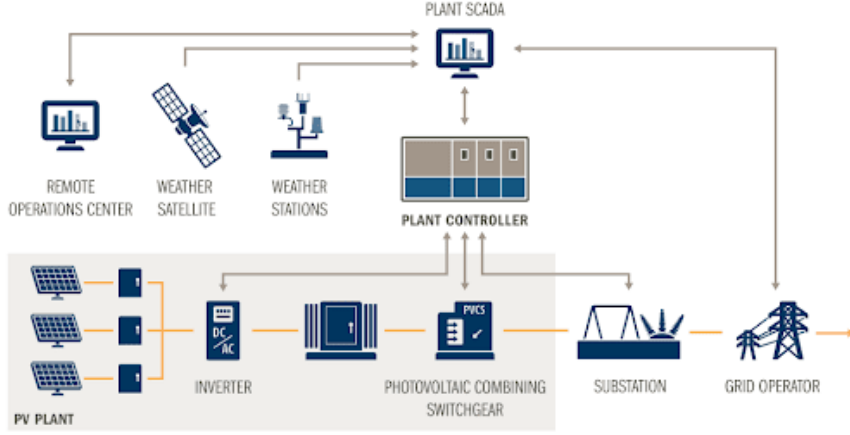 PLANT SCADA
REMOTE
OPERATIONS CENTER
WEATHER
SATELLITE
WEATHER
STATIONS
PLANT CONTROLLER
DC
AC
PVCS
INVERTER
PHOTOVOLTAIC COMBINING
SWITCHGEAR
SUBSTATION
GRID OPERATOR
PV PLANT